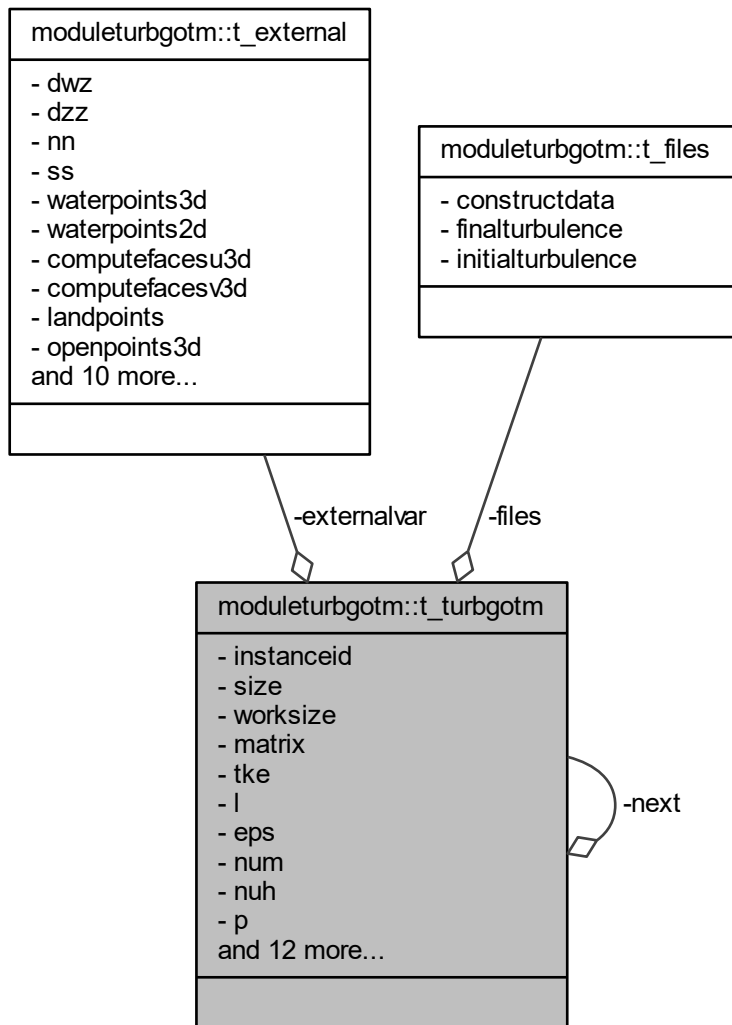 moduleturbgotm::t_external
- dwz
- dzz
- nn
- ss
- waterpoints3d
- waterpoints2d
- computefacesu3d
- computefacesv3d
- landpoints
- openpoints3d
and 10 more...
moduleturbgotm::t_files
- constructdata
- finalturbulence
- initialturbulence
-externalvar
-files
moduleturbgotm::t_turbgotm
- instanceid
- size
- worksize
- matrix
- tke
- l
- eps
- num
- nuh
- p
and 12 more...
-next